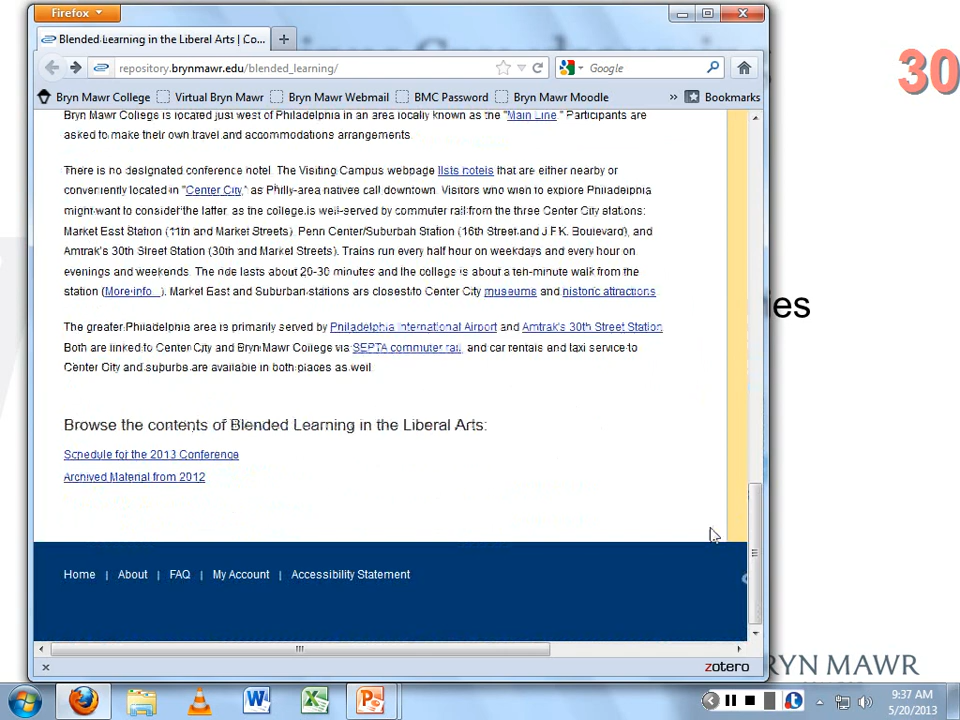 Firefox
30
Blended Learning in the Liberal Arts | Co...
repository.brynmawr.edu/blended_learning/
Google
Bryn Mawr College
Virtual Bryn Mawr
Bryn Mawr Webmail
BMC Password
Bryn Mawr Moodle
»
Bookmarks
Bryn Mawr College is located just west of Philadelphia in an area locally known as the "Main Line." Participants are
asked to make their own travel and accommodations arrangements.
There is no designated conference hotel. The Visiting Campus webpage lists hotels that are either nearby or
conveniently located in "Center City," as Philly-area natives call downtown. Visitors who wish to explore Philadelphia
might want to consider the latter, as the college is well-served by commuter rail from the three Center City stations:
Market East Station (11th and Market Streets), Penn Center/Suburbah Station (16th Street and J.F.K. Boulevard), and
Amtrak's 30th Street Station (30th and Market Streets). Trains run every half hour on weekdays and every hour on
evenings and weekends. The ride lasts about 20-30 minutes and the college is about a ten-minute walk from the
station (More info...). Market East and Suburban stations are closest to Center City museums and historic attractions.
ies
The greater Philadelphia area is primarily served by Philadelphia International Airport and Amtrak's 30th Street Station.
Both are linked to Center City and Bryn Mawr College via SEPTA commuter rail, and car rentals and taxi service to
Center City and suburbs are available in both places as well.
Browse the contents of Blended Learning in the Liberal Arts:
Schedule for the 2013 Conference
Archived Material from 2012
Home | About | FAQ | My Account | Accessibility Statement
zotero
RYN MAWR
9:37 AM
5/20/2013